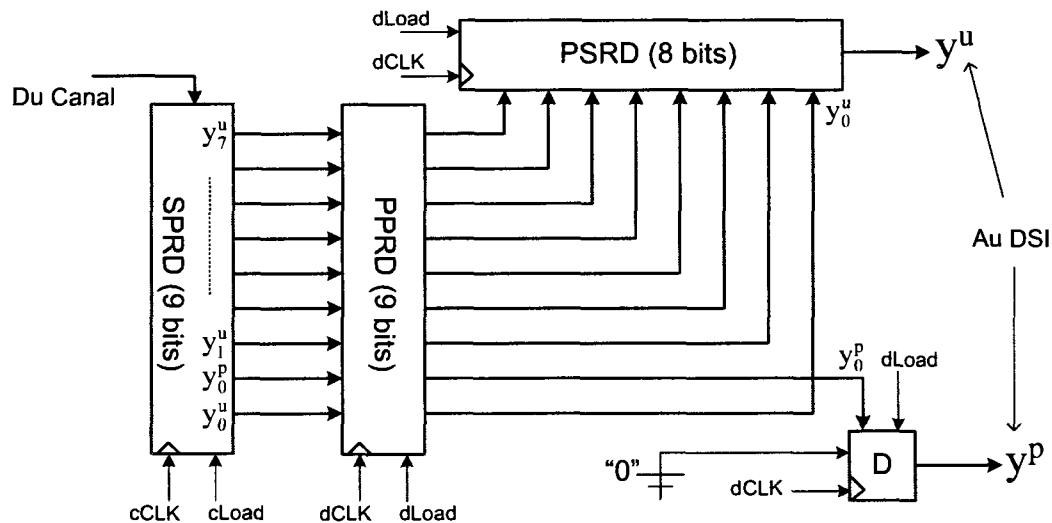 dLoad
dCLK
PSRD (8 bits)
y^u
Du Canal
y_0^u
y_7^u
SPRD (9 bits)
PPRD (9 bits)
Au DSI
y_1^u
y_0^p
y_0^u
y_0^p
dLoad
"0"
D
y^p
dCLK
cCLK
cLoad
dCLK
dLoad